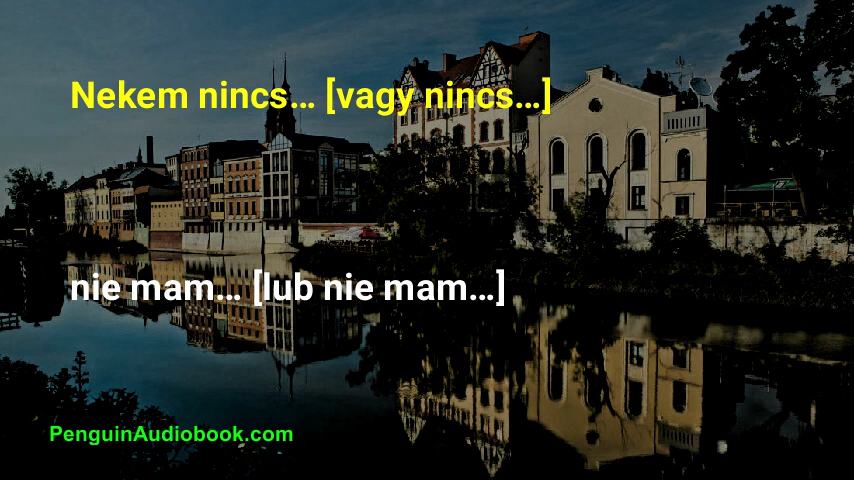 Nekem nincs… [vagy nincs…]
nie mam… [lub nie mam…]
PenguinAudiobook.com